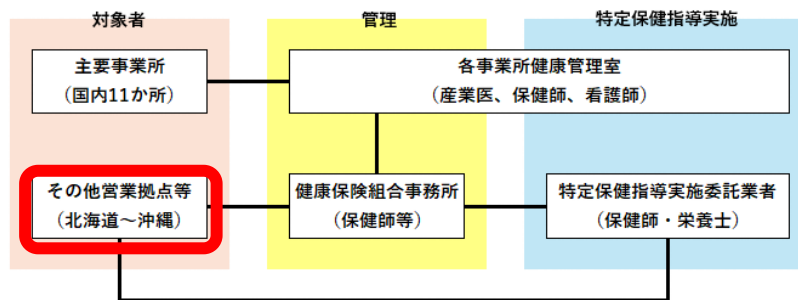 対象者
管理
特定保健指導実施
主要事業所
（国内11か所）
各事業所健康管理室
（産業医、保健師、看護師）
その他営業拠点等
（北海道～沖縄）
健康保険組合事務所
（保健師等）
特定保健指導実施委託業者
（保健師・栄養士）